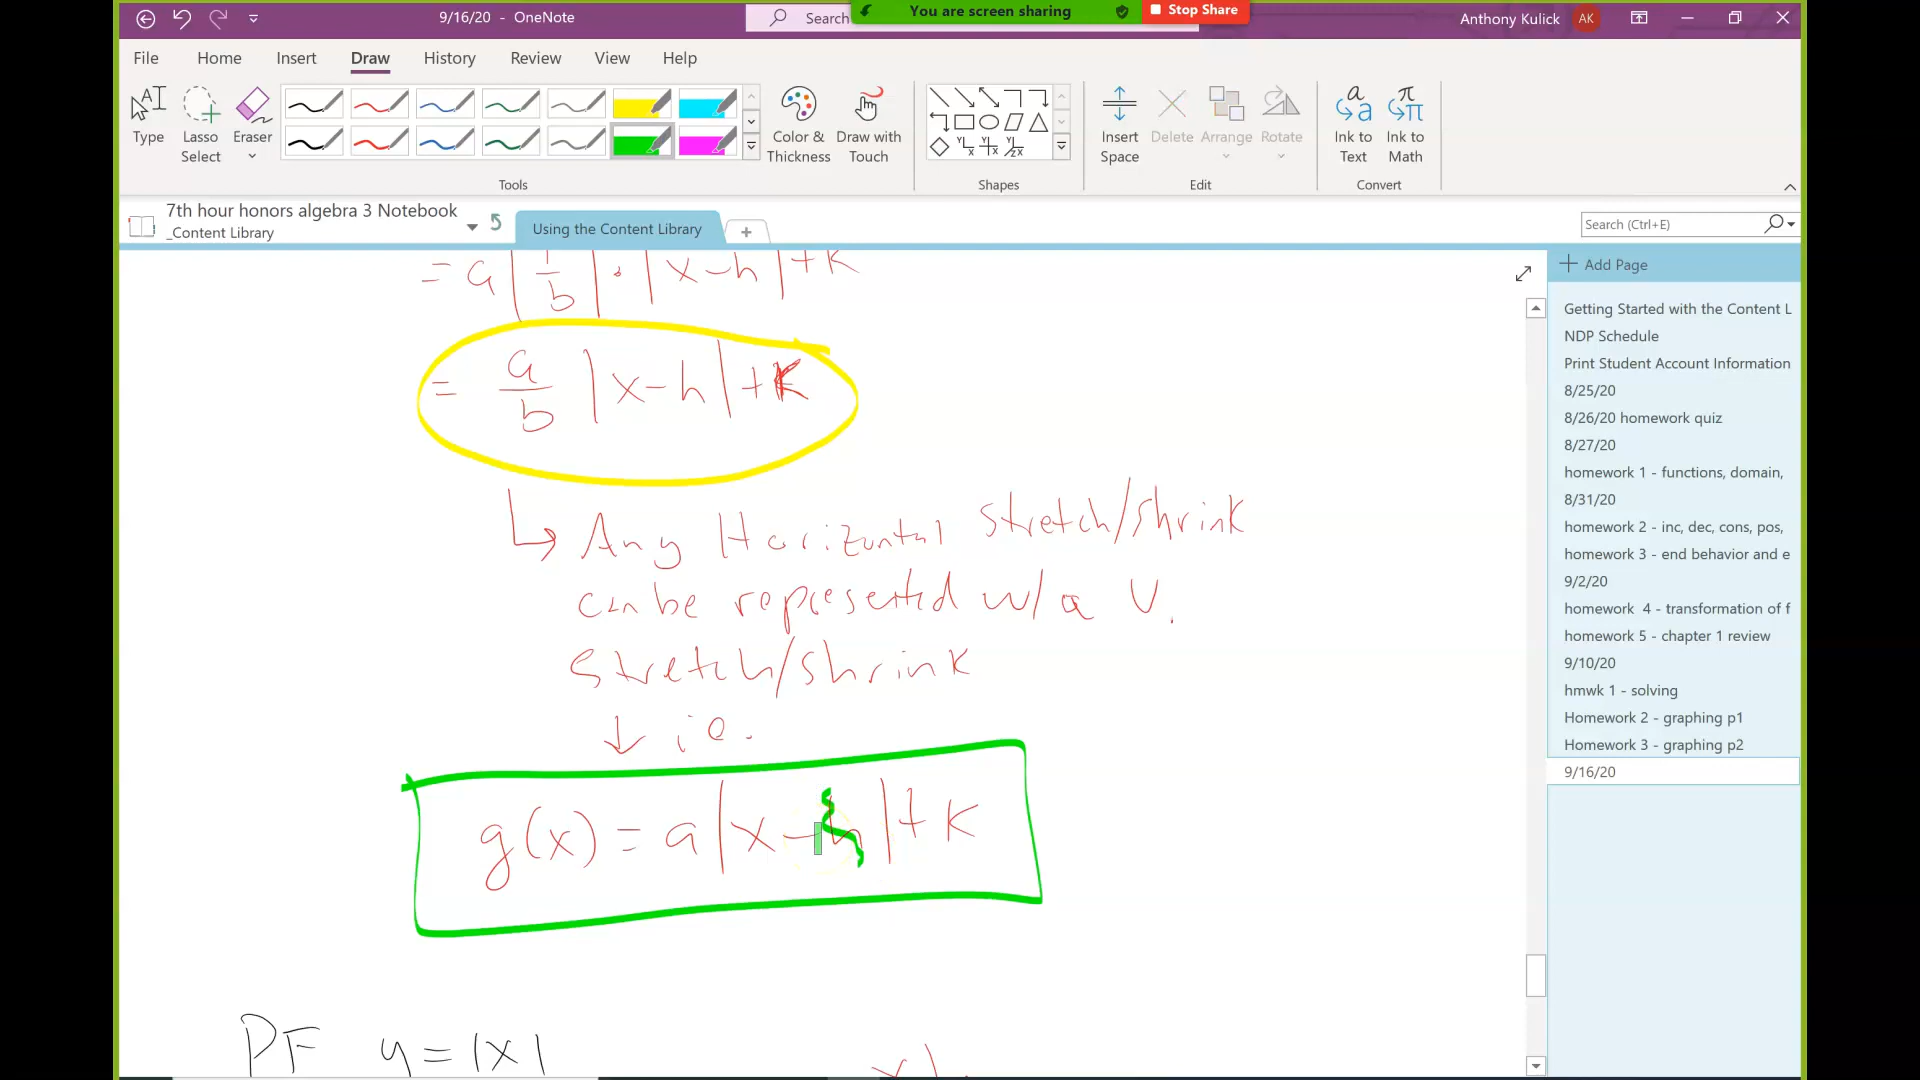 9/16/20 - OneNote
Search
You are screen sharing
Stop Share
Anthony Kulick
AK
File Home Insert Draw History Review View Help
Type
Lasso Select
Eraser
Color & Thickness
Draw with Touch
Insert Space
Delete
Arrange
Rotate
Ink to Text
Ink to Math
Tools
Shapes
Edit
Convert
7th hour honors algebra 3 Notebook
_Content Library
Using the Content Library
Search (Ctrl+E)
Add Page
Getting Started with the Content L
NDP Schedule
Print Student Account Information
8/25/20
8/26/20 homework quiz
8/27/20
homework 1 - functions, domain,
8/31/20
homework 2 - inc, dec, cons, pos,
homework 3 - end behavior and e
9/2/20
homework 4 - transformation of f
homework 5 - chapter 1 review
9/10/20
hmwk 1 - solving
Homework 2 - graphing p1
Homework 3 - graphing p2
9/16/20
= a |1/b| • |x-h| + k
= a/b |x-h| + k
↳ Any Horizontal stretch/shrink
can be represented w/ a V.
stretch/shrink
↓ ie.
g(x) = a |x-h| + k
PF y = |x|